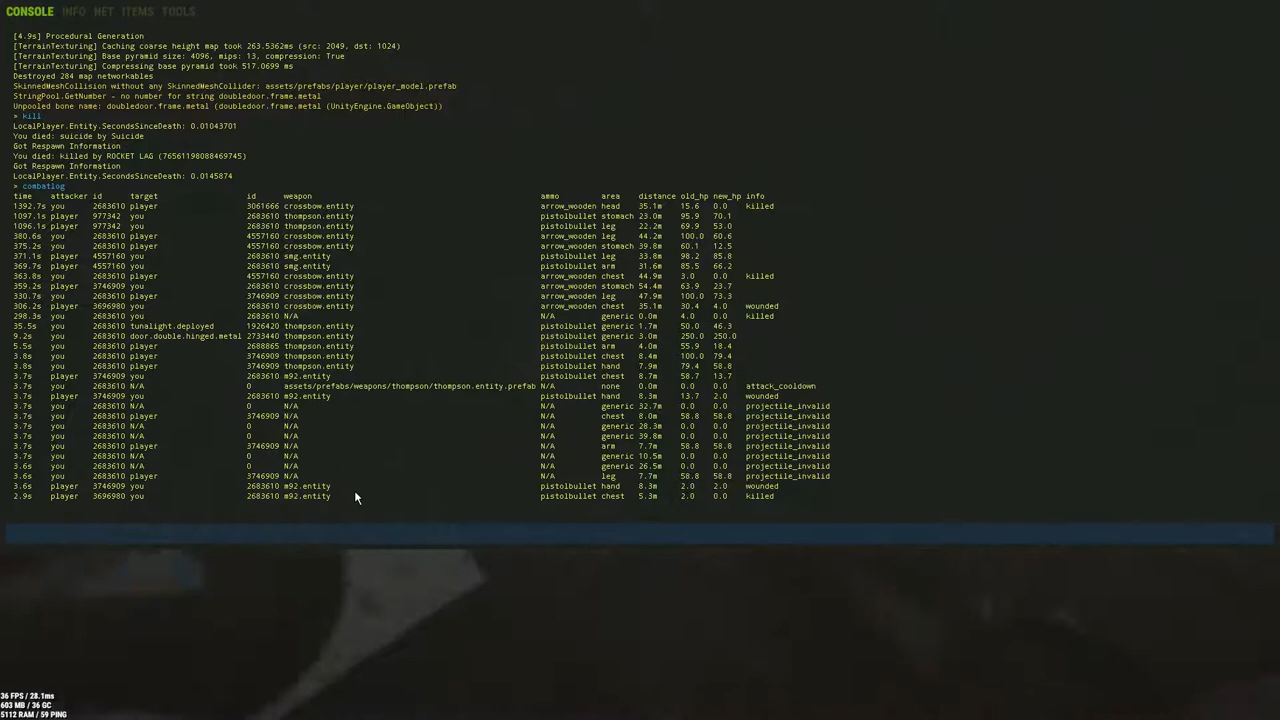 CONSOLE INFO NET ITEMS TOOLS
[4.9s] Procedural Generation
[TerrainTexturing] Caching coarse height map took 263.5362ms (src: 2049, dst: 1024)
[TerrainTexturing] Base pyramid size: 4096, mips: 13, compression: True
[TerrainTexturing] Compressing base pyramid took 517.0699 ms
Destroyed 284 map networkables
SkinnedMeshCollision without any SkinnedMeshCollider: assets/prefabs/player/player_model.prefab
StringPool.GetNumber - no number for string doubledoor.frame.metal
Unpooled bone name: doubledoor.frame.metal (doubledoor.frame.metal (UnityEngine.GameObject))
> kill
LocalPlayer.Entity.SecondsSinceDeath: 0.01043701
You died: suicide by Suicide
Got Respawn Information
You died: killed by ROCKET LAG (76561198088469745)
Got Respawn Information
LocalPlayer.Entity.SecondsSinceDeath: 0.0145874
> combatlog
time attacker id target id weapon ammo area distance old_hp new_hp info
1392.7s you 2683610 player 3061666 crossbow.entity arrow_wooden head 35.1m 15.6 0.0 killed
1097.1s player 977342 you 2683610 thompson.entity pistolbullet stomach 23.0m 95.9 70.1
1096.1s player 977342 you 2683610 thompson.entity pistolbullet leg 22.2m 69.9 53.0
380.6s you 2683610 player 4557160 crossbow.entity arrow_wooden leg 44.2m 100.0 60.6
375.2s you 2683610 player 4557160 crossbow.entity arrow_wooden stomach 39.8m 60.1 12.5
371.1s player 4557160 you 2683610 smg.entity pistolbullet leg 33.8m 98.2 85.8
369.7s player 4557160 you 2683610 smg.entity pistolbullet arm 31.6m 85.5 66.2
363.8s you 2683610 player 4557160 crossbow.entity arrow_wooden chest 44.9m 3.0 0.0 killed
359.2s player 3746909 you 2683610 crossbow.entity arrow_wooden stomach 54.4m 63.9 23.7
330.7s you 2683610 player 3746909 crossbow.entity arrow_wooden leg 47.9m 100.0 73.3
306.2s player 3696980 you 2683610 crossbow.entity arrow_wooden chest 35.1m 30.4 4.0 wounded
298.3s you 2683610 you 2683610 N/A N/A generic 0.0m 4.0 0.0 killed
35.5s you 2683610 tunalight.deployed 1926420 thompson.entity pistolbullet generic 1.7m 50.0 46.3
9.2s you 2683610 door.double.hinged.metal 2733440 thompson.entity pistolbullet generic 3.0m 250.0 250.0
5.5s you 2683610 player 2688865 thompson.entity pistolbullet arm 4.0m 55.9 18.4
3.8s you 2683610 player 3746909 thompson.entity pistolbullet chest 8.4m 100.0 79.4
3.8s you 2683610 player 3746909 thompson.entity pistolbullet hand 7.9m 79.4 58.8
3.7s player 3746909 you 2683610 m92.entity pistolbullet chest 8.7m 58.7 13.7
3.7s you 2683610 N/A 0 assets/prefabs/weapons/thompson/thompson.entity.prefab N/A none 0.0m 0.0 0.0 attack_cooldown
3.7s player 3746909 you 2683610 m92.entity pistolbullet hand 8.3m 13.7 2.0 wounded
3.7s you 2683610 N/A 0 N/A N/A generic 32.7m 0.0 0.0 projectile_invalid
3.7s you 2683610 player 3746909 N/A N/A chest 8.0m 58.8 58.8 projectile_invalid
3.7s you 2683610 N/A 0 N/A N/A generic 28.3m 0.0 0.0 projectile_invalid
3.7s you 2683610 N/A 0 N/A N/A generic 39.8m 0.0 0.0 projectile_invalid
3.7s you 2683610 player 3746909 N/A N/A arm 7.7m 58.8 58.8 projectile_invalid
3.7s you 2683610 N/A 0 N/A N/A generic 10.5m 0.0 0.0 projectile_invalid
3.6s you 2683610 N/A 0 N/A N/A generic 26.5m 0.0 0.0 projectile_invalid
3.6s you 2683610 player 3746909 N/A N/A leg 7.7m 58.8 58.8 projectile_invalid
3.6s player 3746909 you 2683610 m92.entity pistolbullet hand 8.3m 2.0 2.0 wounded
2.9s player 3696980 you 2683610 m92.entity pistolbullet chest 5.3m 2.0 0.0 killed
36 FPS / 28.1ms
603 MB / 36 GC
5112 RAM / 59 PING